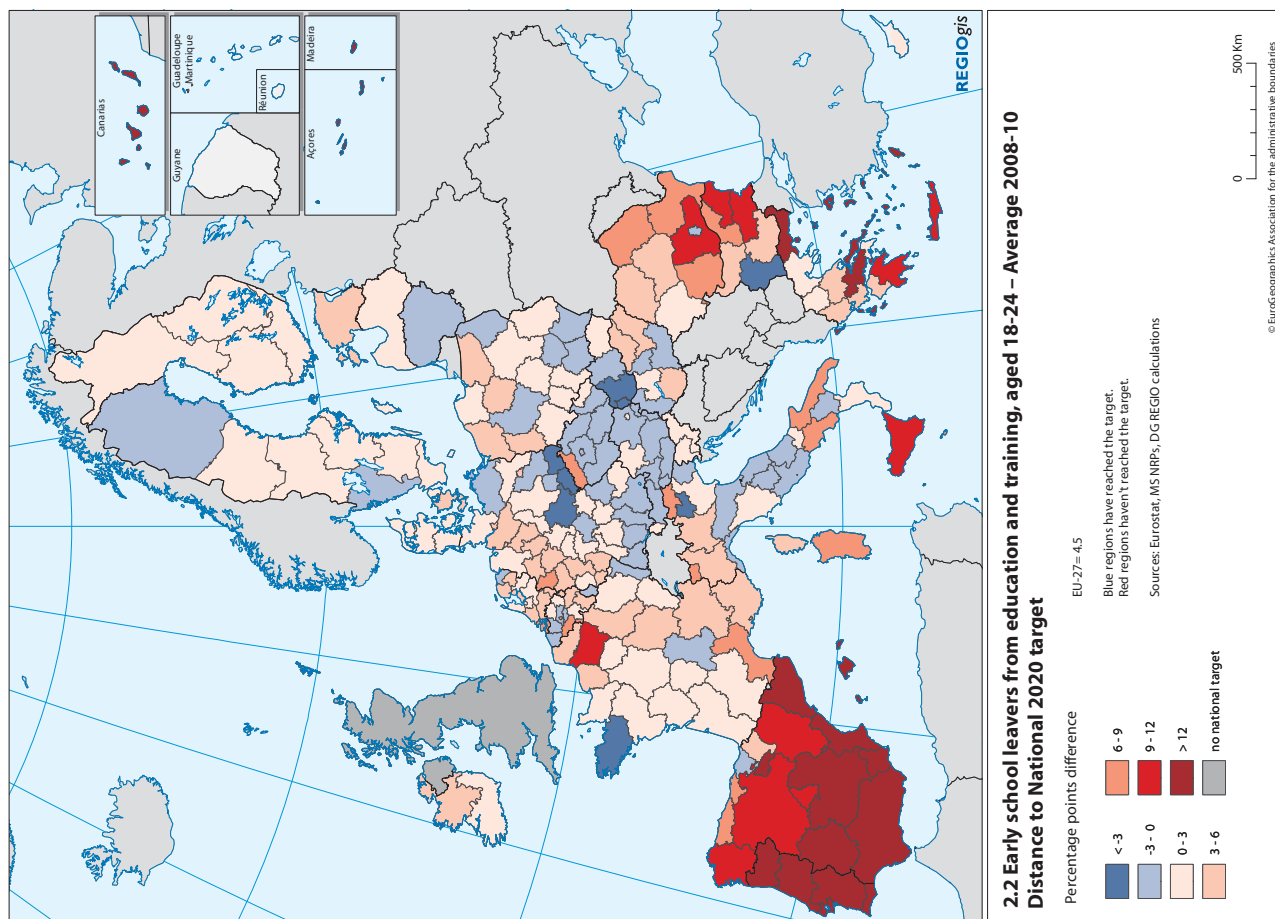 Canarias
Guyane
Guadeloupe
Martinique
Réunion
Açores
Madeira
REGIOgis
2.2 Early school leavers from education and training, aged 18-24 – Average 2008-10
Distance to National 2020 target
Percentage points difference
< -3
-3 - 0
0 - 3
3 - 6
6 - 9
9 - 12
> 12
no national target
EU-27= 4.5
Blue regions have reached the target.
Red regions haven't reached the target.
Sources: Eurostat, MS NRPs, DG REGIO calculations
0 500 Km
© EuroGeographics Association for the administrative boundaries